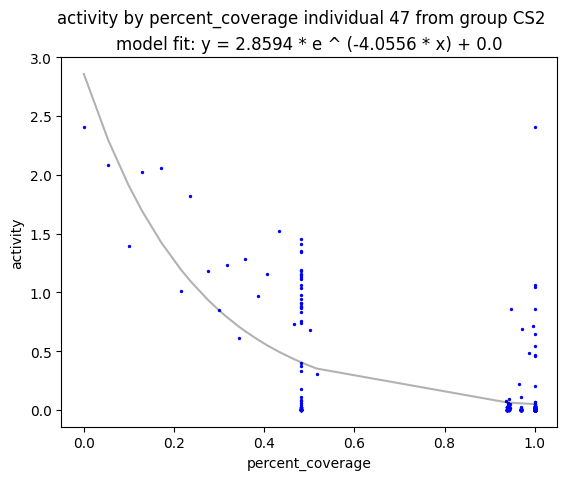 activity by percent_coverage individual 47 from group CS2
model fit: y = 2.8594 * e ^ (-4.0556 * x) + 0.0
3.0
2.5
2.0
1.5
1.0
0.5
0.0
activity
0.0 0.2 0.4 0.6 0.8 1.0
percent_coverage